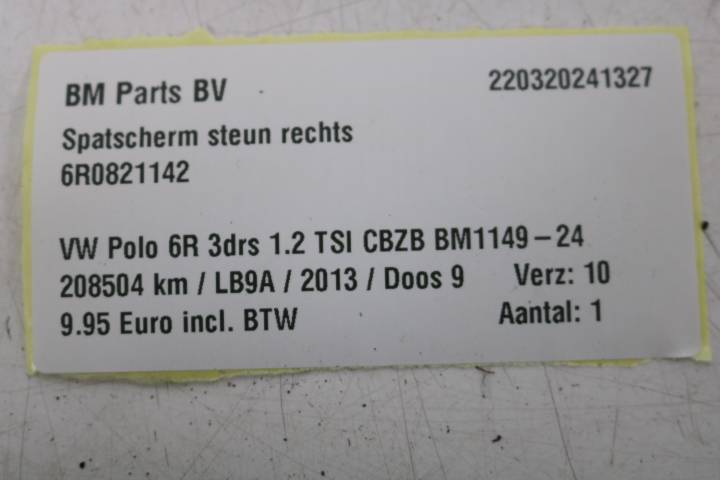 BM Parts BV 220320241327
Spatscherm steun rechts
6R0821142
VW Polo 6R 3drs 1.2 TSI CBZB BM1149-24
208504 km / LB9A / 2013 / Doos 9 Verz: 10
9.95 Euro incl. BTW Aantal: 1